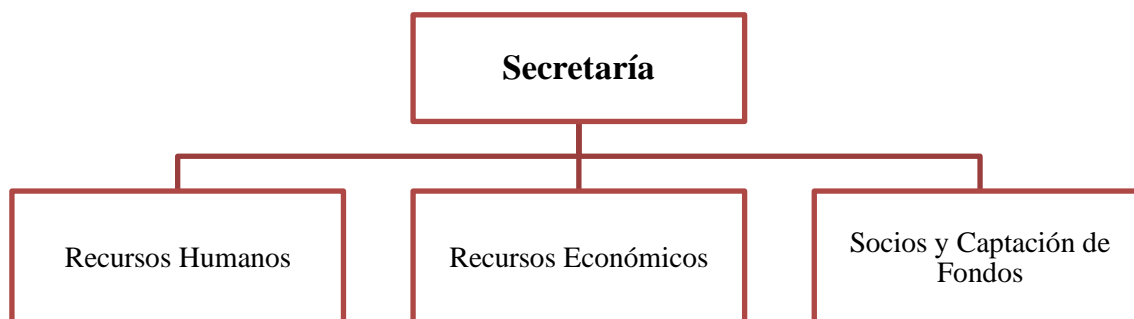 Secretaría
Recursos Humanos
Recursos Económicos
Socios y Captación de
Fondos